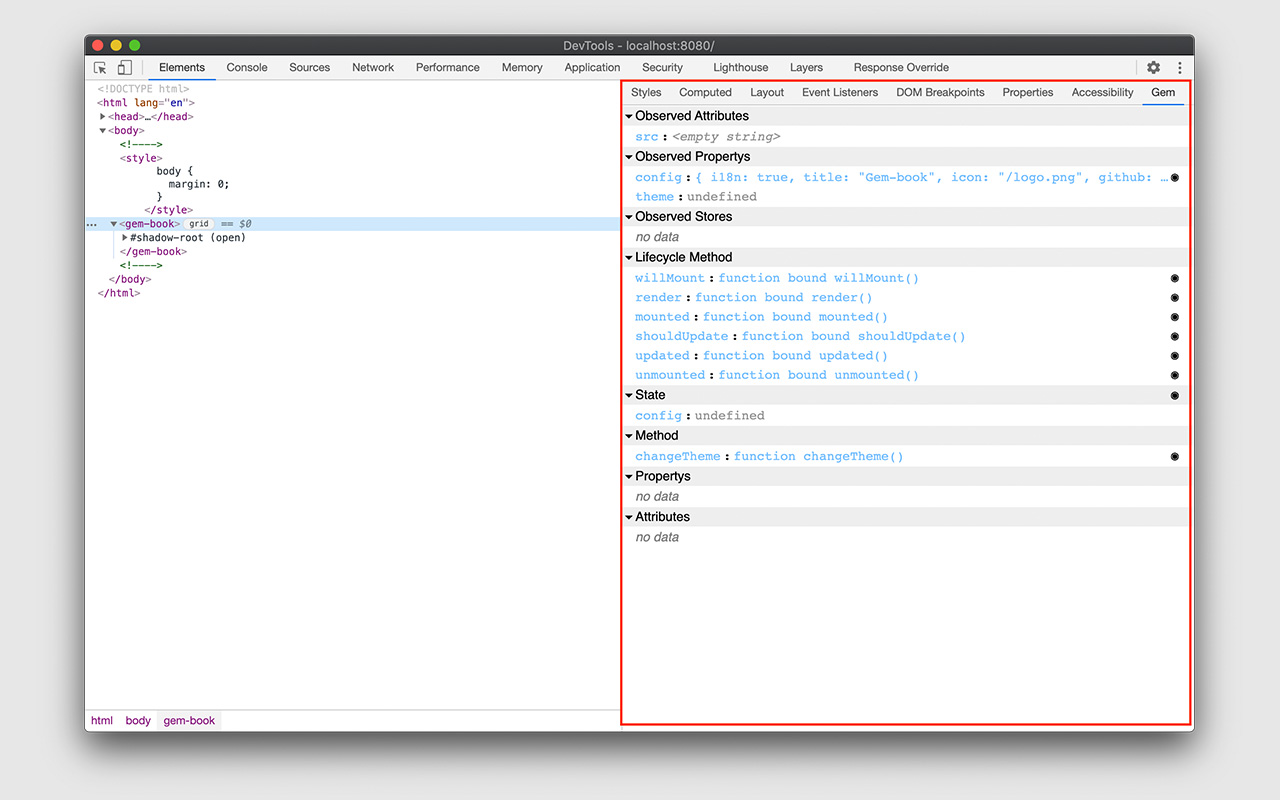 DevTools - localhost:8080/
Elements Console Sources Network Performance Memory Application Security Lighthouse Layers Response Override
<!DOCTYPE html>
<html lang="en">
<head>…</head>
<body>
<!---->
<style>
body {
margin: 0;
}
</style>
<gem-book> grid == $0
#shadow-root (open)
</gem-book>
<!---->
</body>
</html>
html body gem-book
Styles Computed Layout Event Listeners DOM Breakpoints Properties Accessibility Gem
Observed Attributes
src : <empty string>
Observed Propertys
config : { i18n: true, title: "Gem-book", icon: "/logo.png", github: …
theme : undefined
Observed Stores
no data
Lifecycle Method
willMount : function bound willMount()
render : function bound render()
mounted : function bound mounted()
shouldUpdate : function bound shouldUpdate()
updated : function bound updated()
unmounted : function bound unmounted()
State
config : undefined
Method
changeTheme : function changeTheme()
Propertys
no data
Attributes
no data